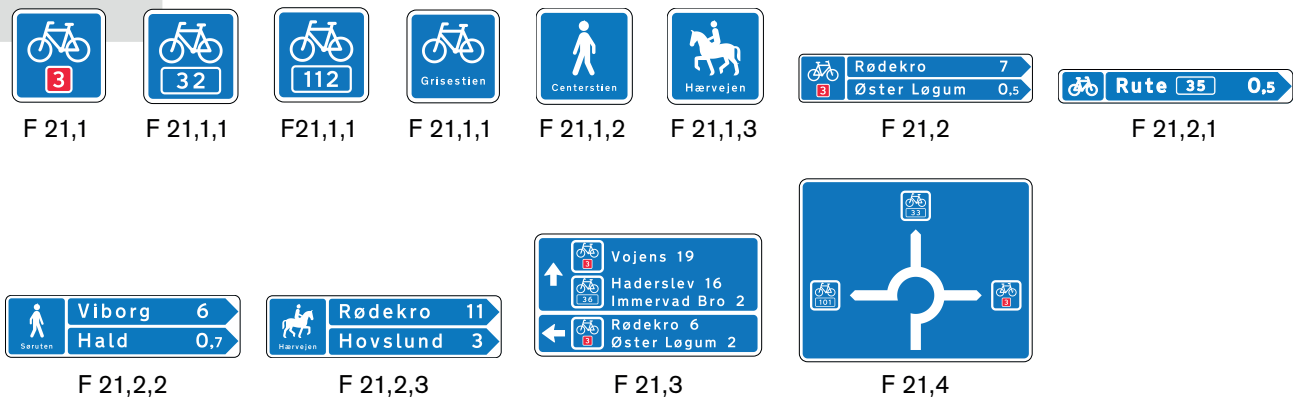 3
32
112
Grisestien
Centerstien
Hærvejen
3
Rødekro 7
Øster Løgum 0,5
Rute 35 0,5
F 21,1
F 21,1,1
F21,1,1
F 21,1,1
F 21,1,2
F 21,1,3
F 21,2
F 21,2,1
Søruten
Viborg 6
Hald 0,7
Hærvejen
Rødekro 11
Hovslund 3
3
Vojens 19
36
Haderslev 16
Immervad Bro 2
3
Rødekro 6
Øster Løgum 2
33
101
3
F 21,2,2
F 21,2,3
F 21,3
F 21,4